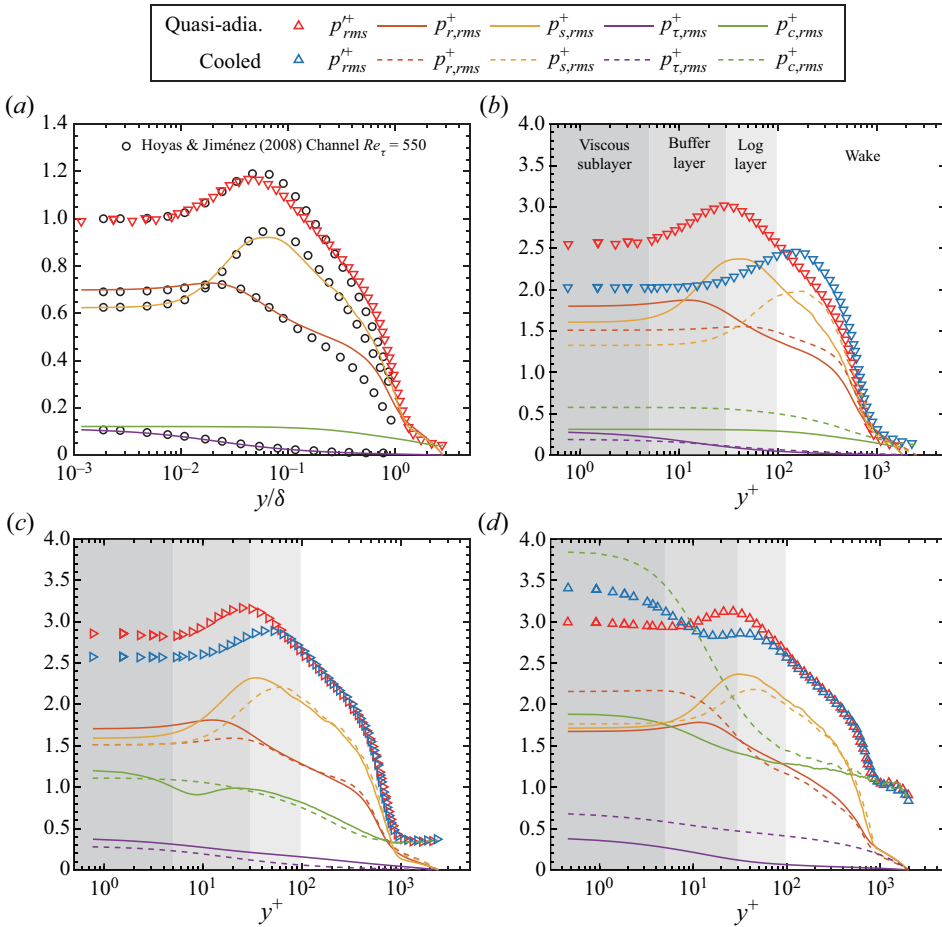 Quasi-adia. p′⁺rms p⁺r,rms p⁺s,rms p⁺τ,rms p⁺c,rms
Cooled p′⁺rms p⁺r,rms p⁺s,rms p⁺τ,rms p⁺c,rms
(a)
1.4
1.2
1.0
0.8
0.6
0.4
0.2
0
10⁻³ 10⁻² 10⁻¹ 10⁰
y/δ
Hoyas & Jiménez (2008) Channel Reτ = 550
(b)
4.0
3.5
3.0
2.5
2.0
1.5
1.0
0.5
0
10⁰ 10¹ 10² 10³
y⁺
Viscous
sublayer
Buffer
layer
Log
layer
Wake
(c)
4.0
3.5
3.0
2.5
2.0
1.5
1.0
0.5
0
10⁰ 10¹ 10² 10³
y⁺
(d)
4.0
3.5
3.0
2.5
2.0
1.5
1.0
0.5
0
10⁰ 10¹ 10² 10³
y⁺